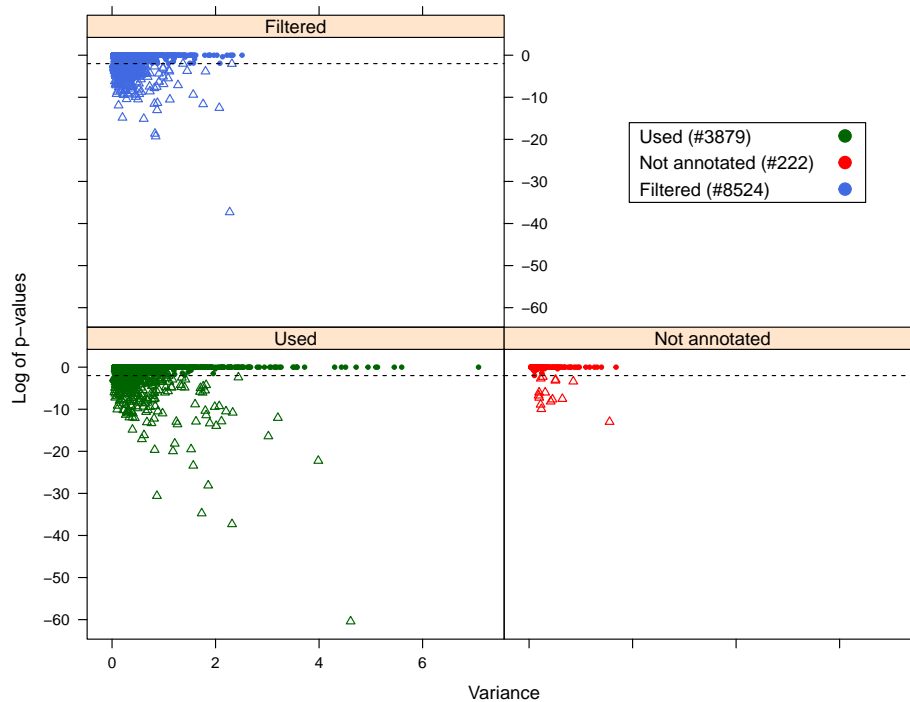 Filtered
0
−10
−20
−30
−40
−50
−60
Used (#3879)
Not annotated (#222)
Filtered (#8524)
Log of p−values
Used
Not annotated
0
−10
−20
−30
−40
−50
−60
0 2 4 6
Variance